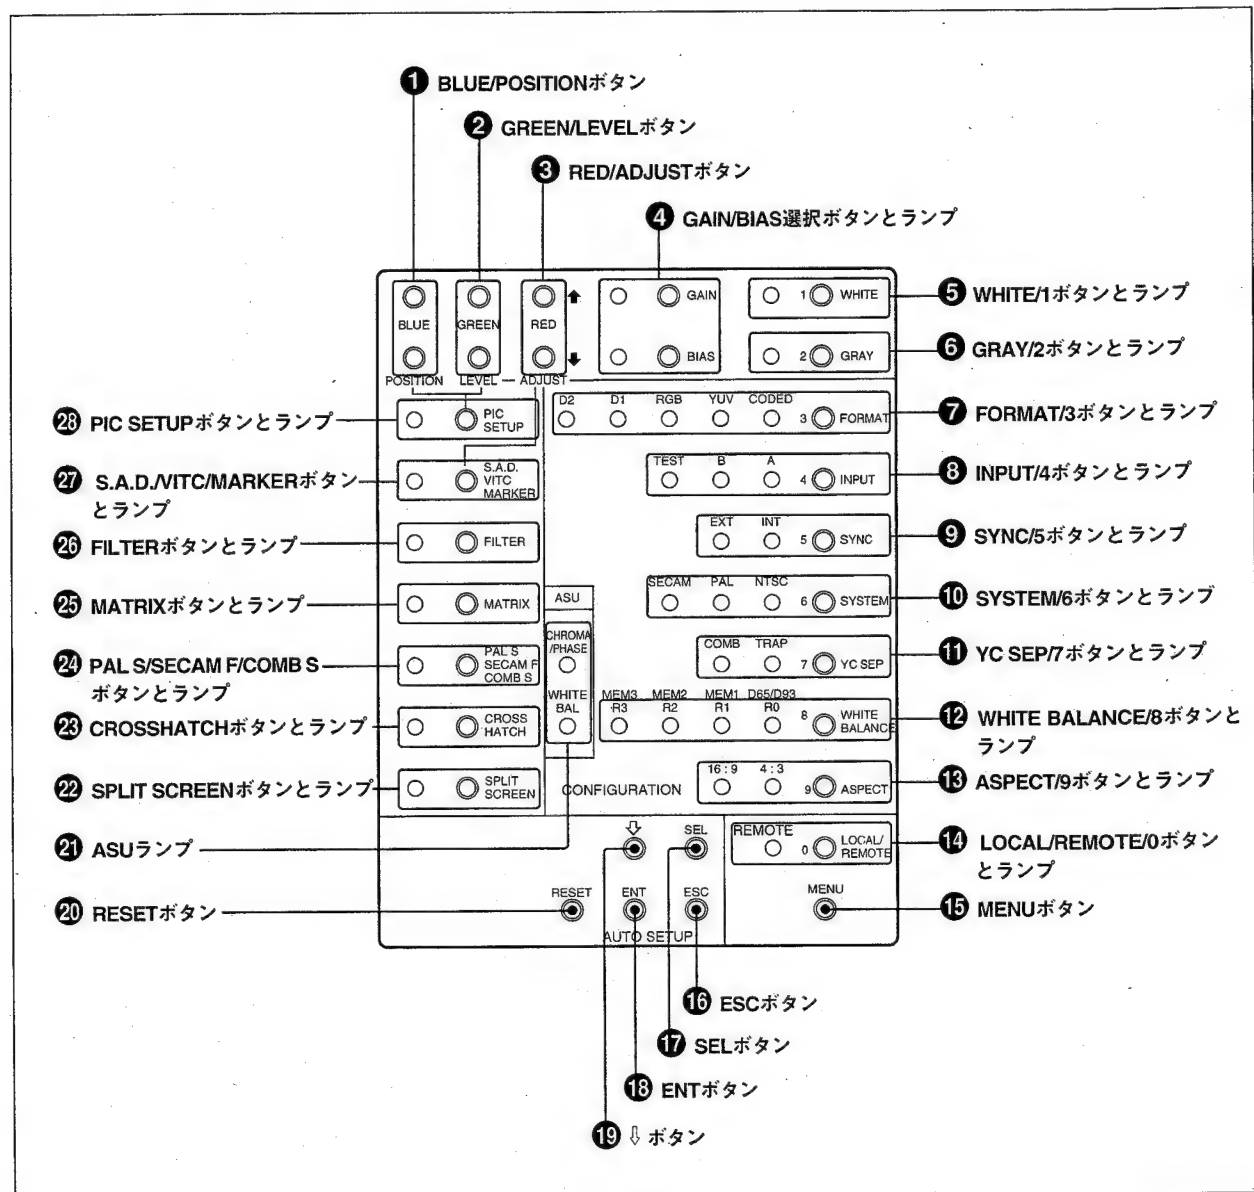 ❶ BLUE/POSITIONボタン
❷ GREEN/LEVELボタン
❸ RED/ADJUSTボタン
❹ GAIN/BIAS選択ボタンとランプ
❺ WHITE/1ボタンとランプ
❻ GRAY/2ボタンとランプ
❼ FORMAT/3ボタンとランプ
❽ INPUT/4ボタンとランプ
❾ SYNC/5ボタンとランプ
❿ SYSTEM/6ボタンとランプ
⓫ YC SEP/7ボタンとランプ
⓬ WHITE BALANCE/8ボタンと
ランプ
⓭ ASPECT/9ボタンとランプ
⓮ LOCAL/REMOTE/0ボタン
とランプ
⓯ MENUボタン
⓰ ESCボタン
⓱ SELボタン
⓲ ENTボタン
⓳ ⇩ ボタン
⓴ RESETボタン
㉑ ASUランプ
㉒ SPLIT SCREENボタンとランプ
㉓ CROSSHATCHボタンとランプ
㉔ PAL S/SECAM F/COMB S
ボタンとランプ
㉕ MATRIXボタンとランプ
㉖ FILTERボタンとランプ
㉗ S.A.D./VITC/MARKERボタン
とランプ
㉘ PIC SETUPボタンとランプ
BLUE GREEN RED
⬆
⬇
POSITION LEVEL ADJUST
GAIN
BIAS
1 WHITE
2 GRAY
PIC
SETUP
D2 D1 RGB YUV CODED
3 FORMAT
S.A.D.
VITC
MARKER
TEST B A
4 INPUT
FILTER
EXT INT
5 SYNC
MATRIX
ASU
SECAM PAL NTSC
6 SYSTEM
PAL S
SECAM F
COMB S
CHROMA
/PHASE
COMB TRAP
7 YC SEP
CROSS
HATCH
WHITE
BAL
MEM3 MEM2 MEM1 D65/D93
R3 R2 R1 R0
8 WHITE
BALANCE
SPLIT
SCREEN
CONFIGURATION
16 : 9 4 : 3
9 ASPECT
⇩ SEL
REMOTE
0 LOCAL/
REMOTE
RESET ENT ESC
MENU
AUTO SETUP